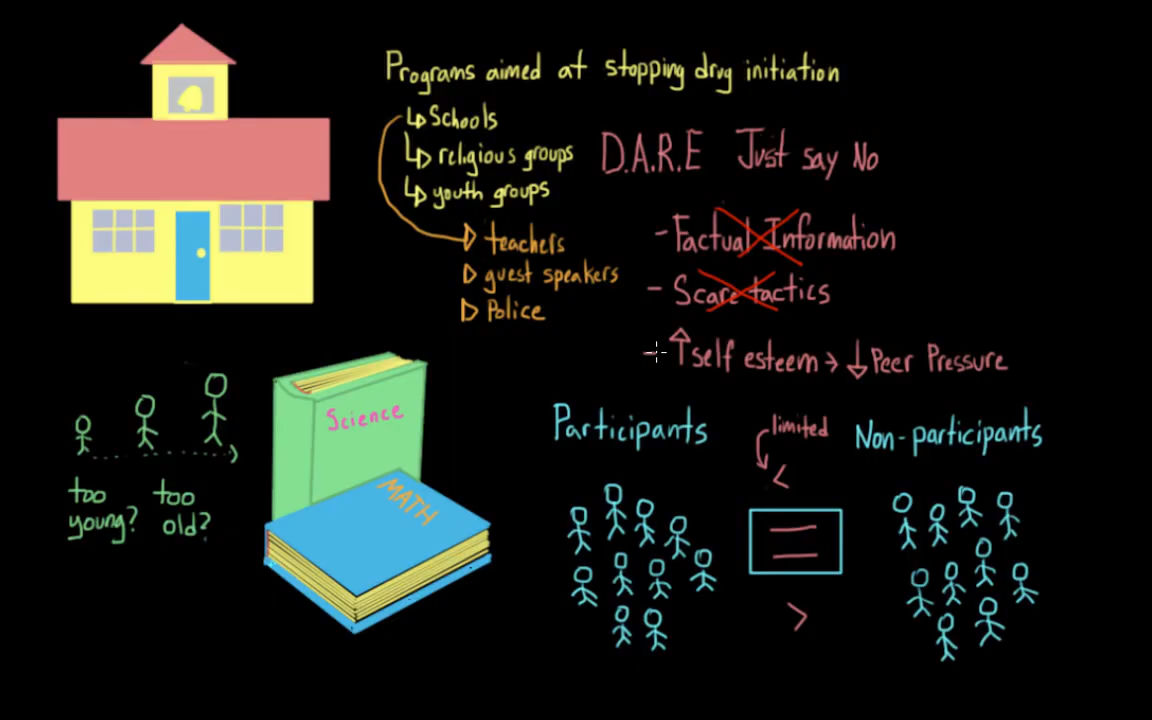 Programs aimed at stopping drug initiation
↳ Schools
↳ religious groups
↳ youth groups
D.A.R.E Just say No
▷ teachers
▷ guest speakers
▷ Police
- Factual Information
- Scare tactics
- ↑ self esteem → ↓ Peer Pressure
Science
MATH
too young?
too old?
Participants
limited
Non-participants
<
=
>